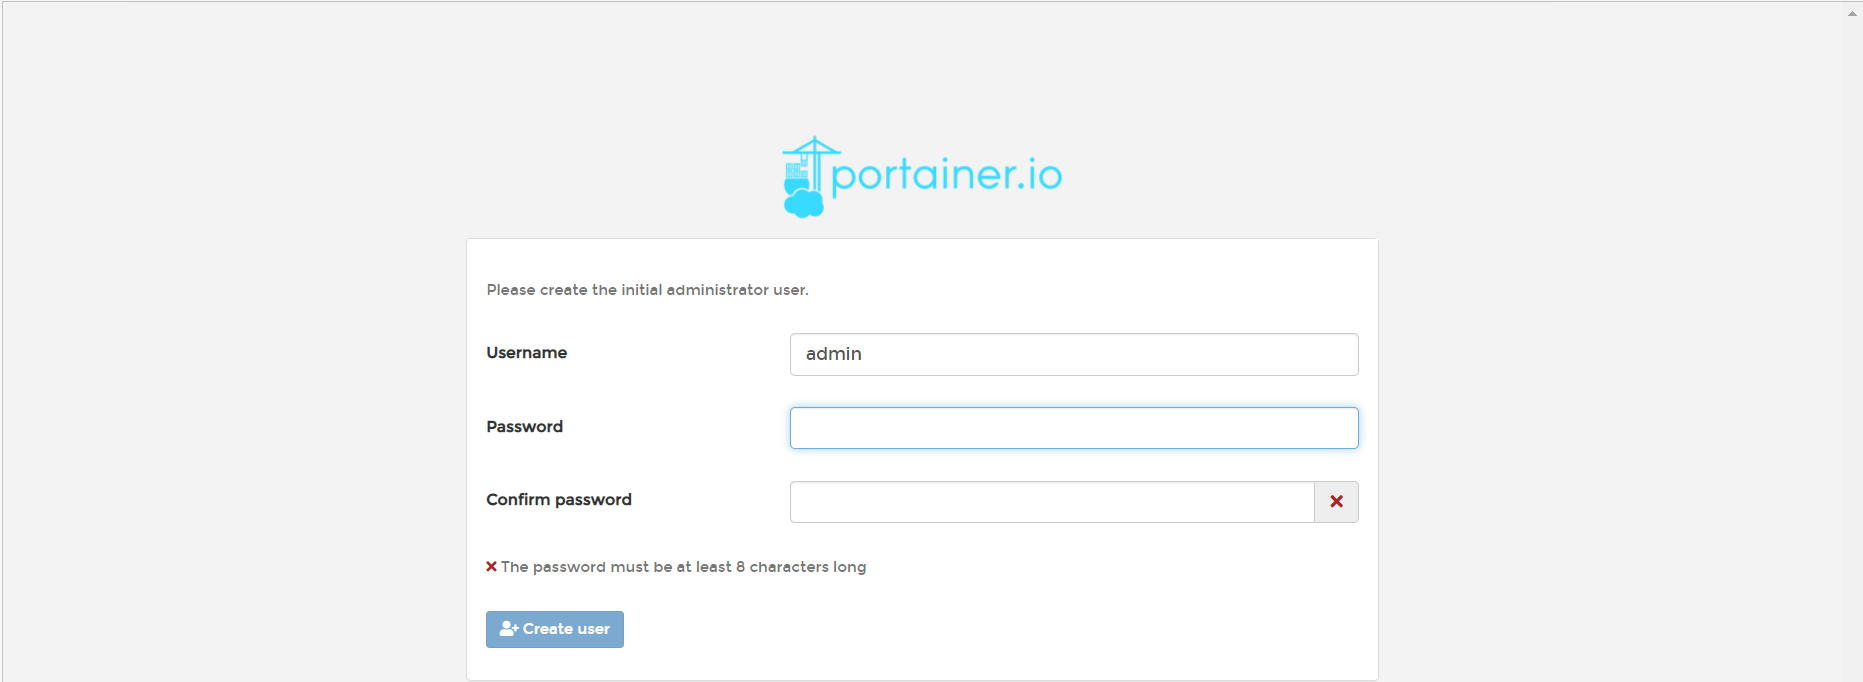 portainer.io
Please create the initial administrator user.
Username
admin
Password
Confirm password
The password must be at least 8 characters long
Create user